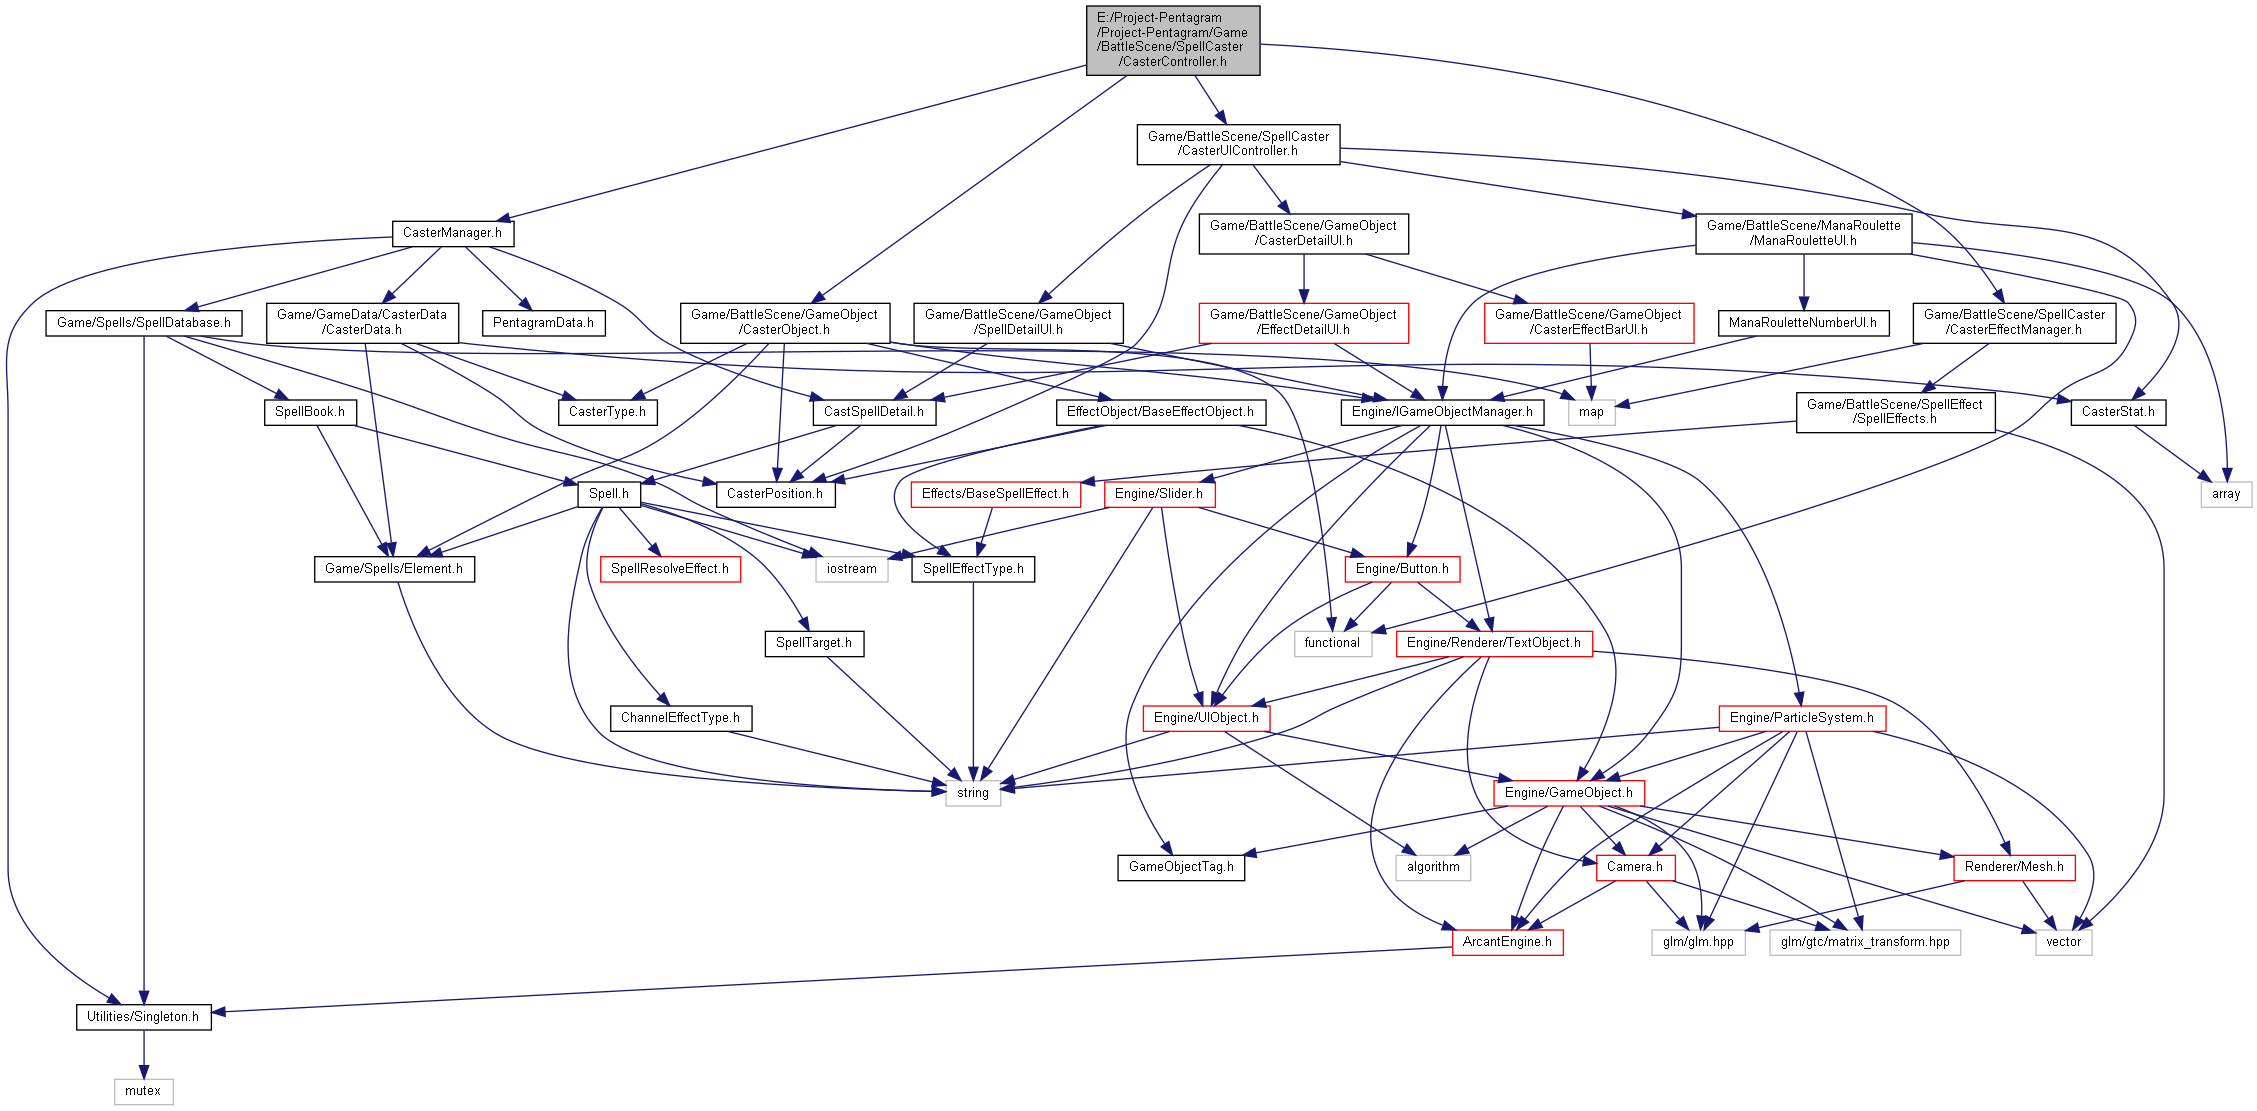 E:/Project-Pentagram
/Project-Pentagram/Game
/BattleScene/SpellCaster
/CasterController.h
Game/BattleScene/SpellCaster
/CasterUIController.h
CasterManager.h
Game/BattleScene/GameObject
/CasterDetailUI.h
Game/BattleScene/ManaRoulette
/ManaRouletteUI.h
Game/Spells/SpellDatabase.h
Game/GameData/CasterData
/CasterData.h
PentagramData.h
Game/BattleScene/GameObject
/CasterObject.h
Game/BattleScene/GameObject
/SpellDetailUI.h
Game/BattleScene/GameObject
/EffectDetailUI.h
Game/BattleScene/GameObject
/CasterEffectBarUI.h
ManaRouletteNumberUI.h
Game/BattleScene/SpellCaster
/CasterEffectManager.h
SpellBook.h
CasterType.h
CastSpellDetail.h
EffectObject/BaseEffectObject.h
Engine/IGameObjectManager.h
map
Game/BattleScene/SpellEffect
/SpellEffects.h
CasterStat.h
Spell.h
CasterPosition.h
Effects/BaseSpellEffect.h
Engine/Slider.h
array
Game/Spells/Element.h
SpellResolveEffect.h
iostream
SpellEffectType.h
Engine/Button.h
SpellTarget.h
functional
Engine/Renderer/TextObject.h
ChannelEffectType.h
Engine/UIObject.h
Engine/ParticleSystem.h
string
Engine/GameObject.h
GameObjectTag.h
algorithm
Camera.h
Renderer/Mesh.h
ArcantEngine.h
glm/glm.hpp
glm/gtc/matrix_transform.hpp
vector
Utilities/Singleton.h
mutex